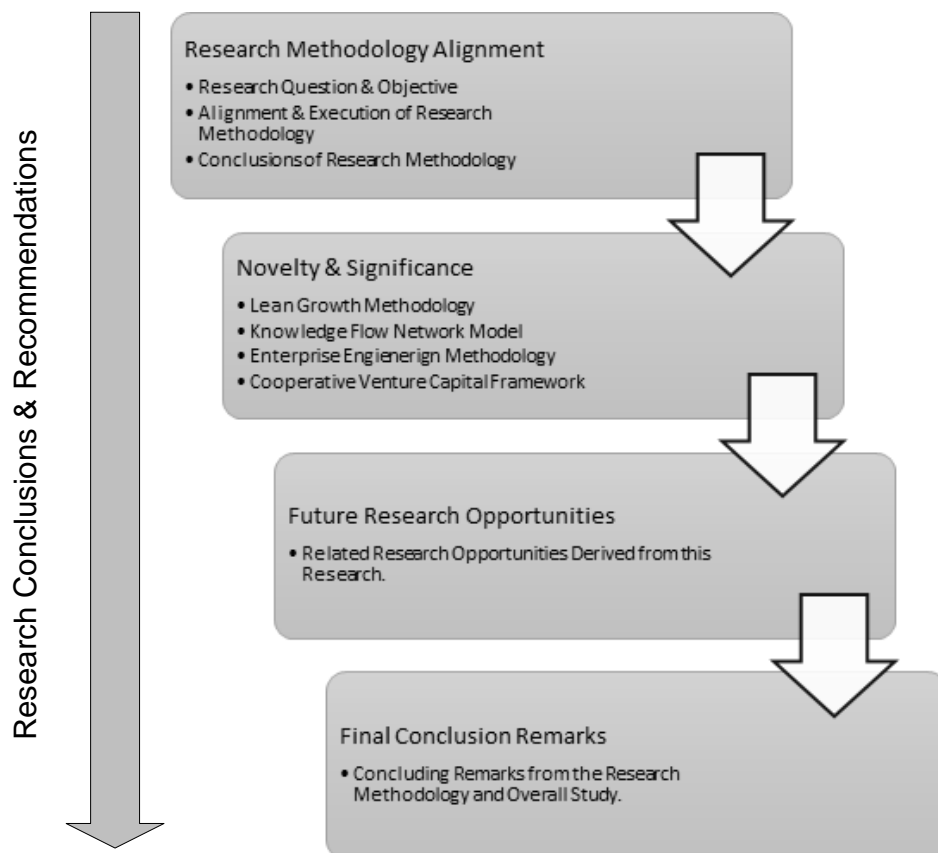 Research Conclusions & Recommendations
Research Methodology Alignment
• Research Question & Objective
• Alignment & Execution of Research
Methodology
• Conclusions of Research Methodology
Novelty & Significance
• Lean Growth Methodology
• Knowledge Flow Network Model
• Enterprise Engienerign Methodology
• Cooperative Venture Capital Framework
Future Research Opportunities
• Related Research Opportunities Derived from this
Research.
Final Conclusion Remarks
• Concluding Remarks from the Research
Methodology and Overall Study.